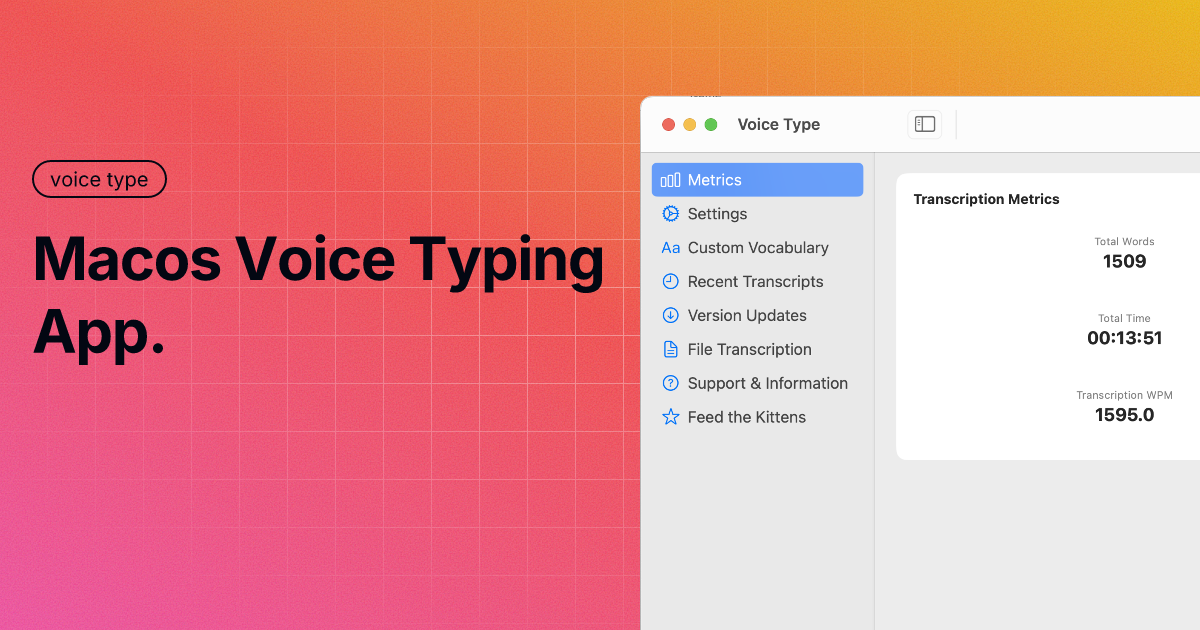 voice type
Macos Voice Typing
App.
Voice Type
Metrics
Settings
Aa Custom Vocabulary
Recent Transcripts
Version Updates
File Transcription
? Support & Information
Feed the Kittens
Transcription Metrics
Total Words
1509
Total Time
00:13:51
Transcription WPM
1595.0